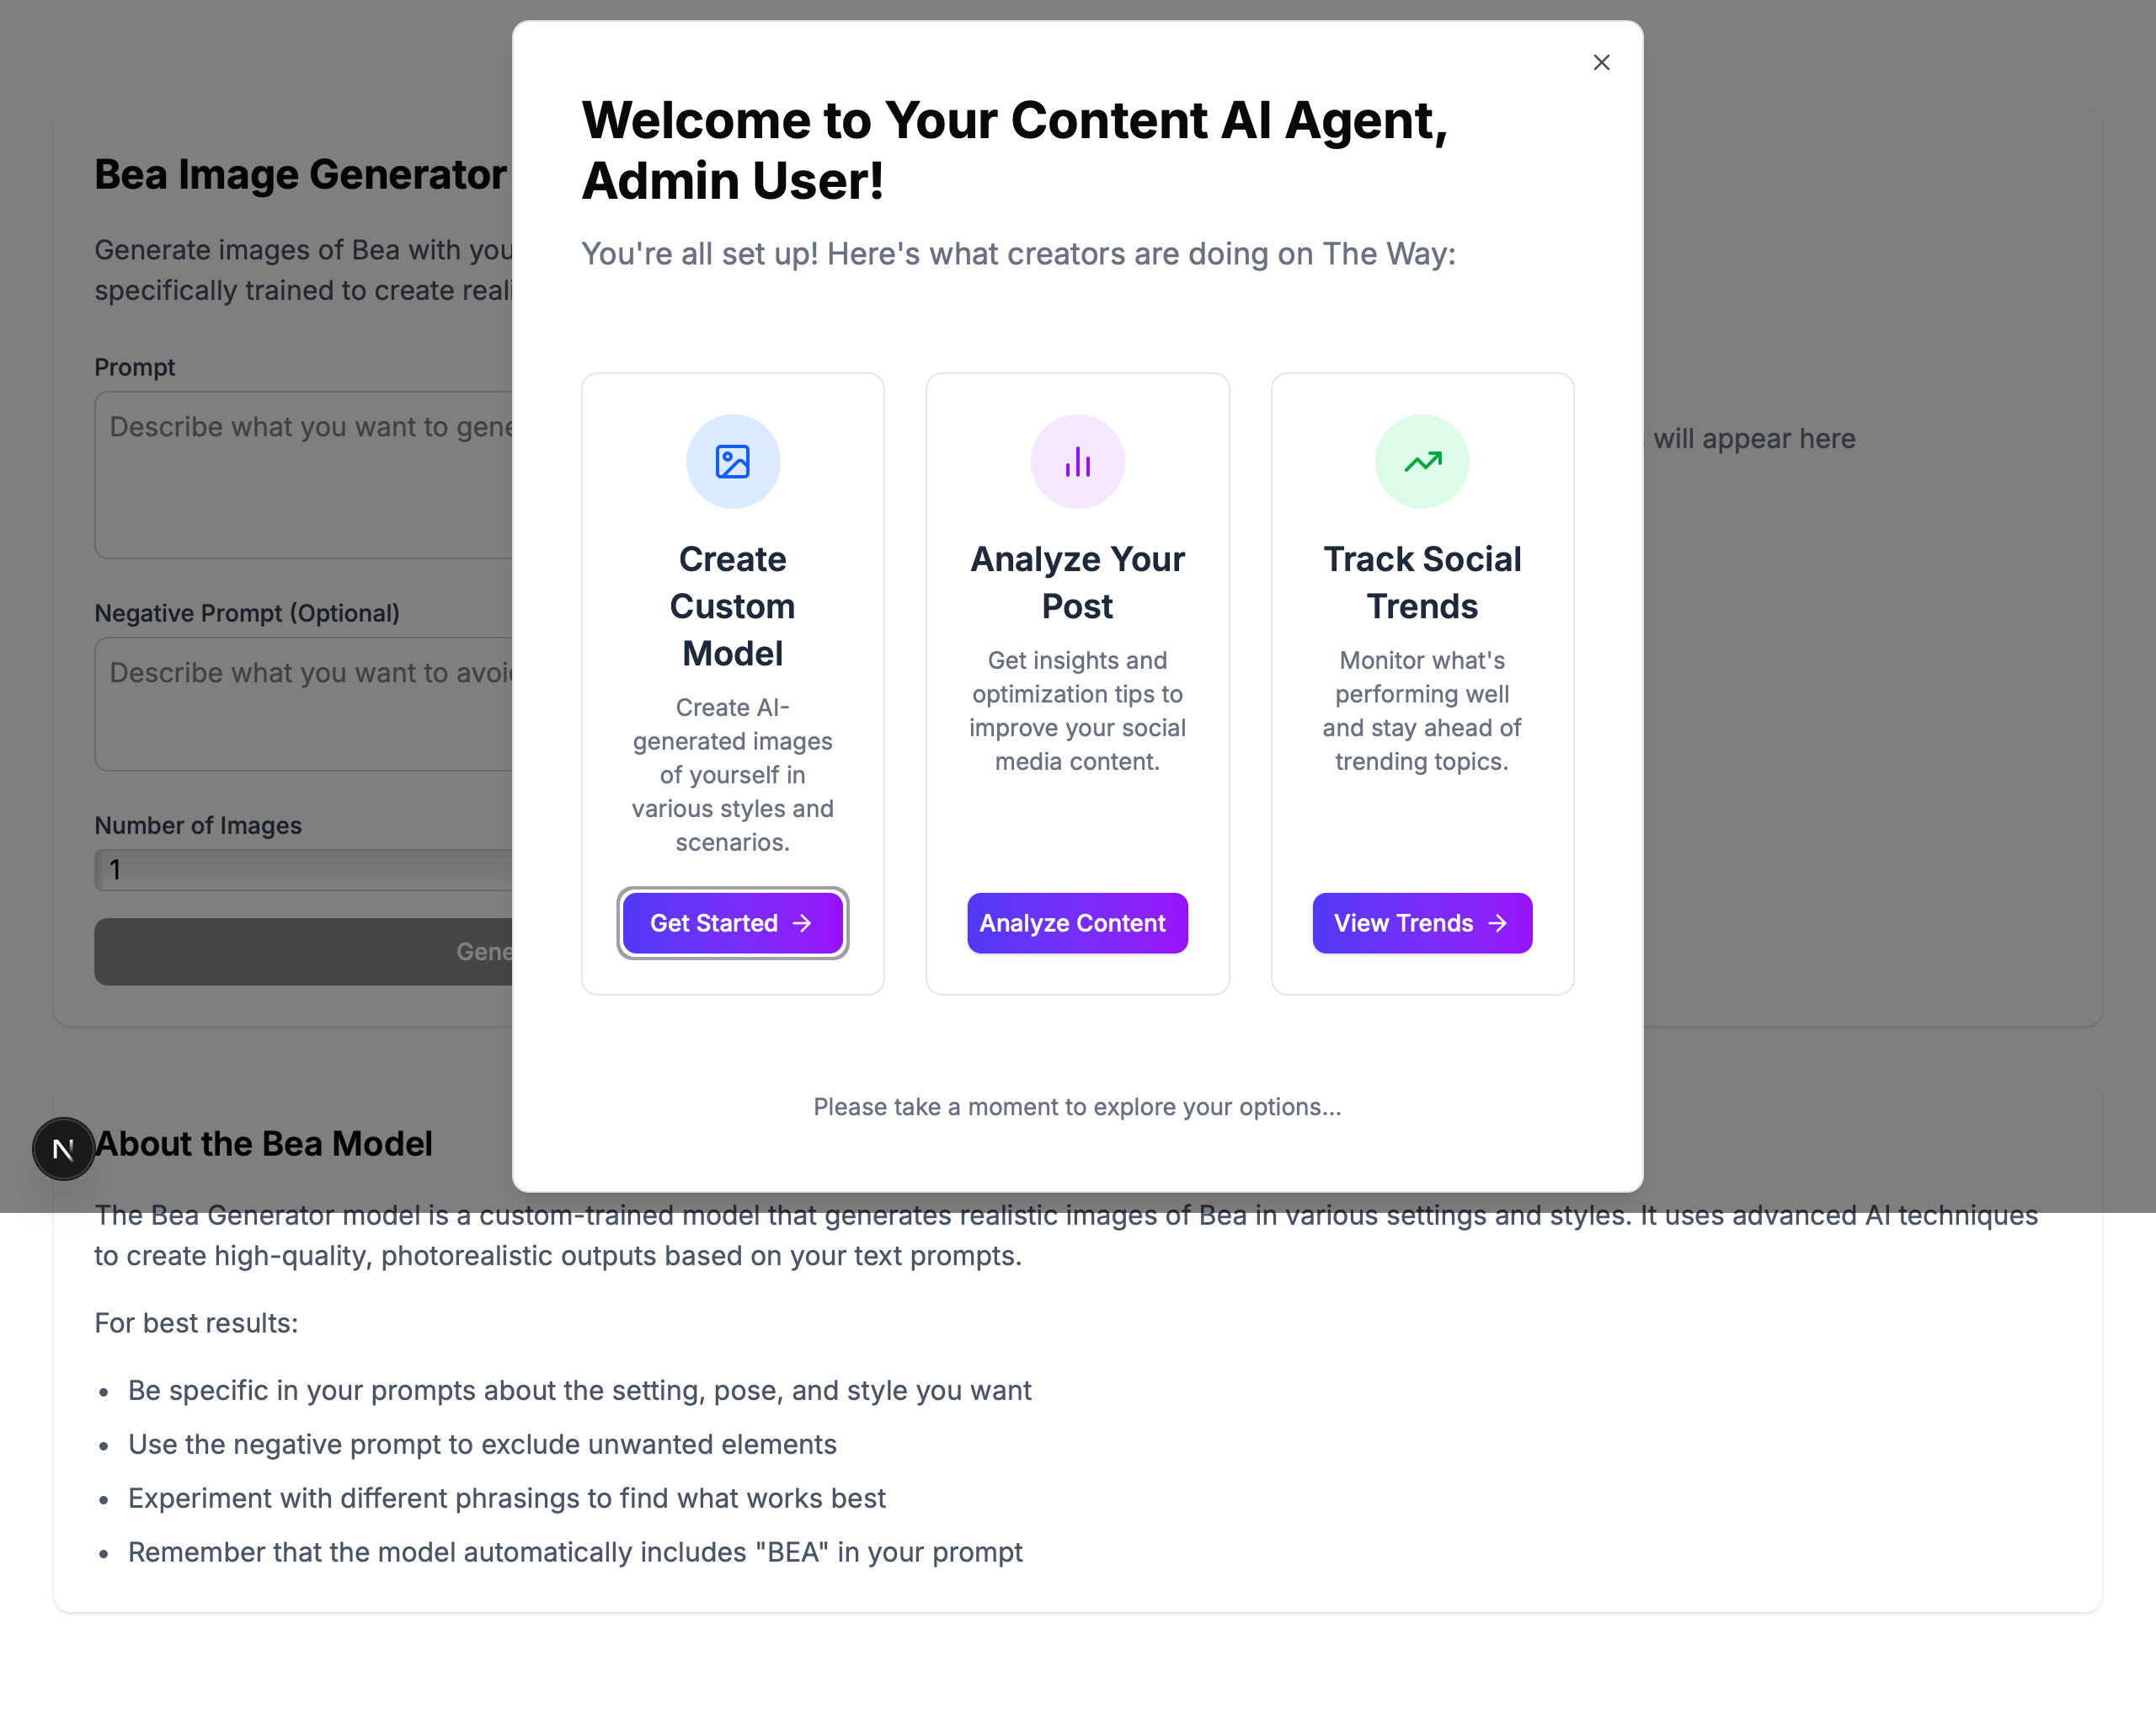 Welcome to Your Content AI Agent,
Admin User!
You're all set up! Here's what creators are doing on The Way:
Create
Custom
Model
Create AI-
generated images
of yourself in
various styles and
scenarios.
Get Started
Analyze Your
Post
Get insights and
optimization tips to
improve your social
media content.
Analyze Content
Track Social
Trends
Monitor what's
performing well
and stay ahead of
trending topics.
View Trends
Please take a moment to explore your options...
Bea Image Generator
Generate images of Bea with
specifically trained to create
Prompt
Describe what you want to
Negative Prompt (Optional)
Describe what you want to
Number of Images
1
will appear here
N
About the Bea Model
The Bea Generator model is a custom-trained model that generates realistic images of Bea in various settings and styles. It uses advanced AI techniques
to create high-quality, photorealistic outputs based on your text prompts.
For best results:
• Be specific in your prompts about the setting, pose, and style you want
• Use the negative prompt to exclude unwanted elements
• Experiment with different phrasings to find what works best
• Remember that the model automatically includes "BEA" in your prompt